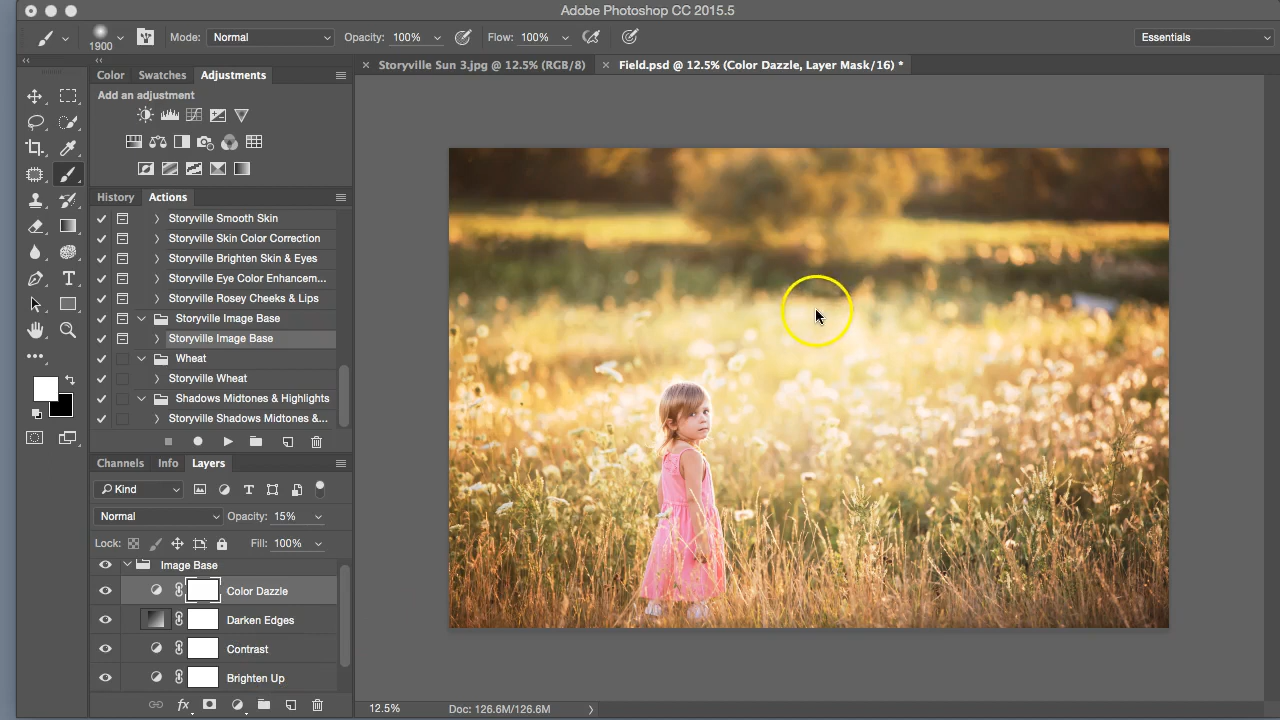 Adobe Photoshop CC 2015.5
1900 Mode: Normal Opacity: 100% Flow: 100% Essentials
Color Swatches Adjustments
Storyville Sun 3.jpg @ 12.5% (RGB/8) Field.psd @ 12.5% (Color Dazzle, Layer Mask/16) *
Add an adjustment
History Actions
Storyville Smooth Skin
Storyville Skin Color Correction
Storyville Brighten Skin & Eyes
Storyville Eye Color Enhancem...
Storyville Rosey Cheeks & Lips
Storyville Image Base
Storyville Image Base
Wheat
Storyville Wheat
Shadows Midtones & Highlights
Storyville Shadows Midtones &...
Channels Info Layers
Kind
Normal Opacity: 15%
Lock: Fill: 100%
Image Base
Color Dazzle
Darken Edges
Contrast
Brighten Up
fx
12.5% Doc: 126.6M/126.6M